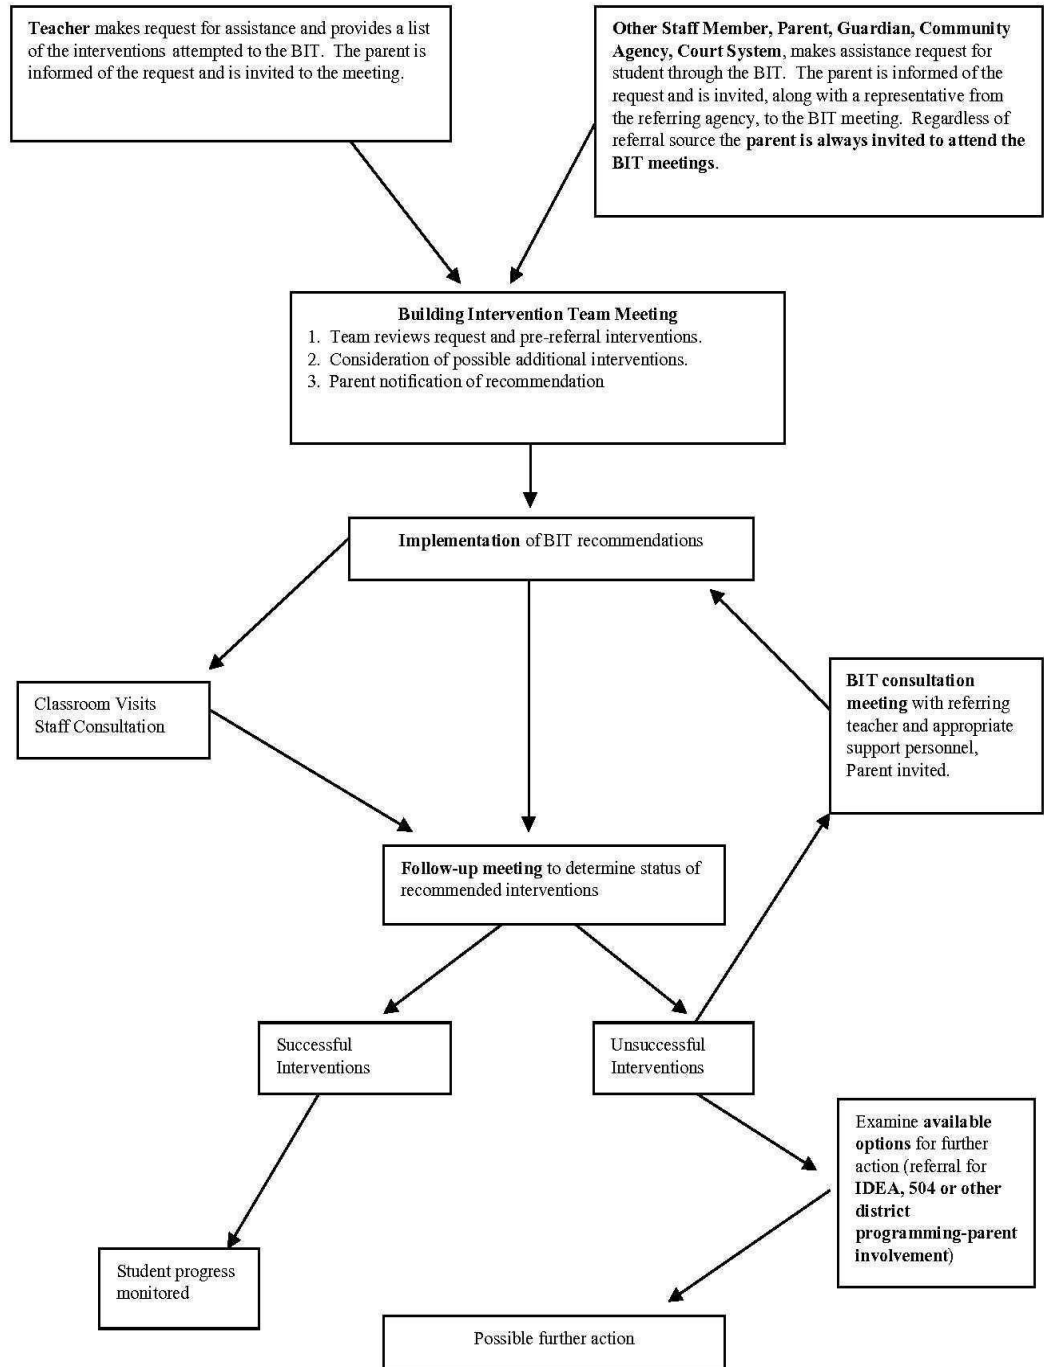 Teacher makes request for assistance and provides a list
of the interventions attempted to the BIT. The parent is
informed of the request and is invited to the meeting.
Other Staff Member, Parent, Guardian, Community
Agency, Court System, makes assistance request for
student through the BIT. The parent is informed of the
request and is invited, along with a representative from
the referring agency, to the BIT meeting. Regardless of
referral source the parent is always invited to attend the
BIT meetings.
Building Intervention Team Meeting
1. Team reviews request and pre-referral interventions.
2. Consideration of possible additional interventions.
3. Parent notification of recommendation
Implementation of BIT recommendations
Classroom Visits
Staff Consultation
BIT consultation
meeting with referring
teacher and appropriate
support personnel,
Parent invited.
Follow-up meeting to determine status of
recommended interventions
Successful
Interventions
Unsuccessful
Interventions
Examine available
options for further
action (referral for
IDEA, 504 or other
district
programming-parent
involvement)
Student progress
monitored
Possible further action